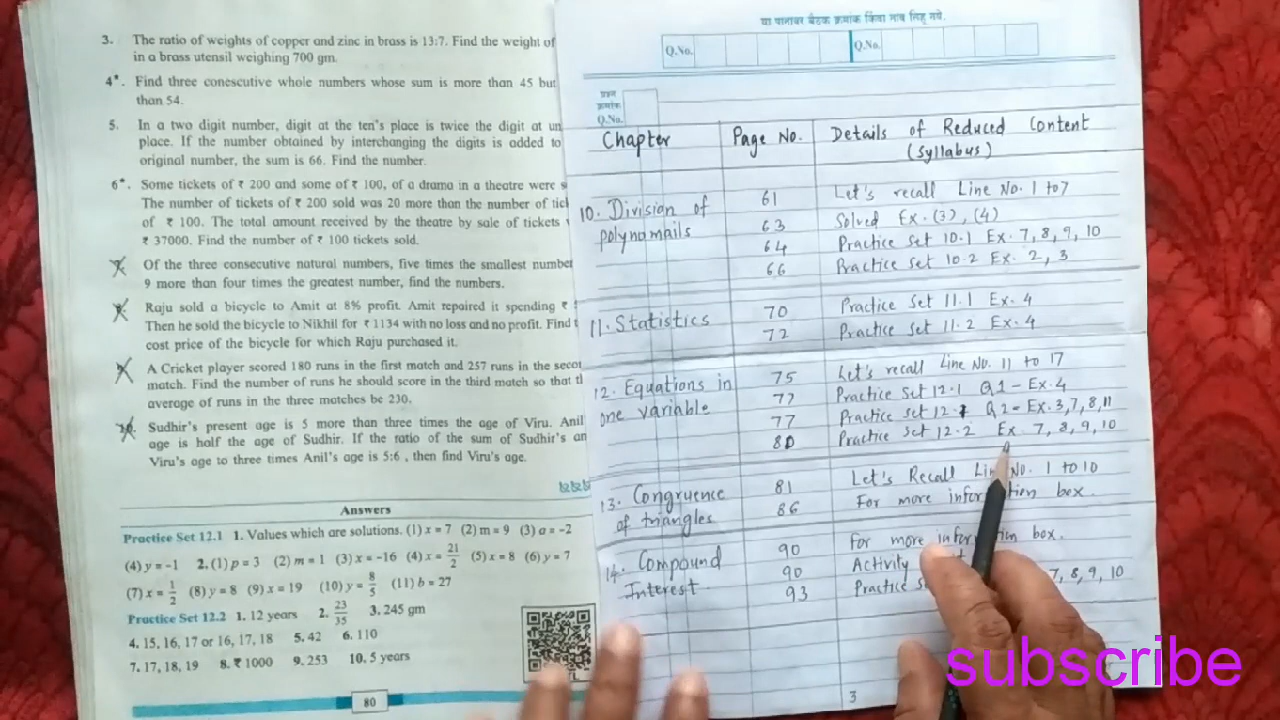 3. The ratio of weights of copper and zinc in brass is 13:7. Find the weight of
in a brass utensil weighing 700 gm.
4*. Find three conescutive whole numbers whose sum is more than 45 but
than 54.
5. In a two digit number, digit at the ten's place is twice the digit at
place. If the number obtained by interchanging the digits is added to
original number, the sum is 66. Find the number.
6*. Some tickets of ₹ 200 and some of ₹ 100, of a drama in a theatre were
The number of tickets of ₹ 200 sold was 20 more than the number of
of ₹ 100. The total amount received by the theatre by sale of tickets
₹ 37000. Find the number of ₹ 100 tickets sold.
7. Of the three consecutive natural numbers, five times the smallest number
9 more than four times the greatest number, find the numbers.
8. Raju sold a bicycle to Amit at 8% profit. Amit repaired it spending ₹
Then he sold the bicycle to Nikhil for ₹ 1134 with no loss and no profit. Find
cost price of the bicycle for which Raju purchased it.
A Cricket player scored 180 runs in the first match and 257 runs in the
match. Find the number of runs he should score in the third match so that
average of runs in the three matches be 230.
10. Sudhir's present age is 5 more than three times the age of Viru. Anil
age is half the age of Sudhir. If the ratio of the sum of Sudhir's
Viru's age to three times Anil's age is 5:6 , then find Viru's age.
Answers
Practice Set 12.1 1. Values which are solutions. (1) x = 7 (2) m = 9 (3) a = -2
(4) y = -1 2. (1) p = 3 (2) m = 1 (3) x = -16 (4) x = 21/2 (5) x = 8 (6) y = 7
(7) x = 1/2 (8) y = 8 (9) x = 19 (10) y = 8/5 (11) b = 27
Practice Set 12.2 1. 12 years 2. 23/35 3. 245 gm
4. 15, 16, 17 or 16, 17, 18 5. 42 6. 110
7. 17, 18, 19 8. ₹ 1000 9. 253 10. 5 years
80
या पानावर बैठक क्रमांक किंवा नाव लिहू नये.
Q.No. Q.No.
प्रश्न
क्रमांक
Q.No.
Chapter Page No. Details of Reduced Content
(Syllabus)
10. Division of polynomails
61 Let's recall Line No. 1 to 7
63 Solved Ex. (3), (4)
64 Practice Set 10.1 Ex. 7, 8, 9, 10
66 Practice Set 10.2 Ex. 2, 3
11. Statistics
70 Practice Set 11.1 Ex. 4
72 Practice Set 11.2 Ex. 4
12. Equations in one variable
75 Let's recall Line No. 11 to 17
77 Practice Set 12.1 Q1 - Ex. 4
77 Practice set 12.1 Q2 - Ex. 3, 7, 8, 11
80 Practice Set 12.2 Ex. 7, 8, 9, 10
13. Congruence of triangles
81 Let's Recall Line No. 1 to 10
86 For more information box.
14. Compound Interest
90 For more information box.
90 Activity
93 Practice 7, 8, 9, 10
3
subscribe